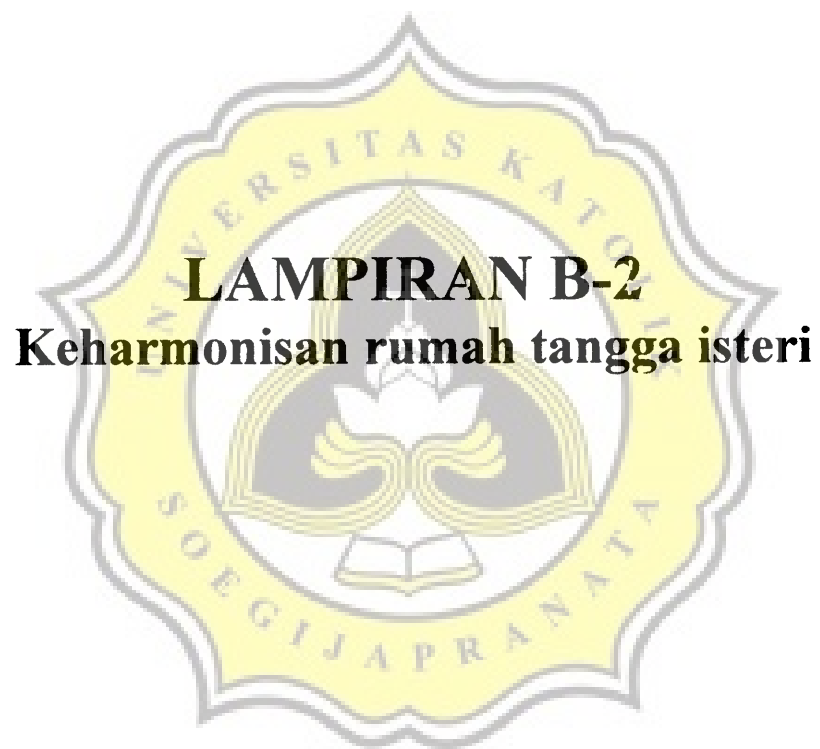 UNIVERSITAS KATOLIK
LAMPIRAN B-2
Keharmonisan rumah tangga isteri
SOEGIJAPRANATA